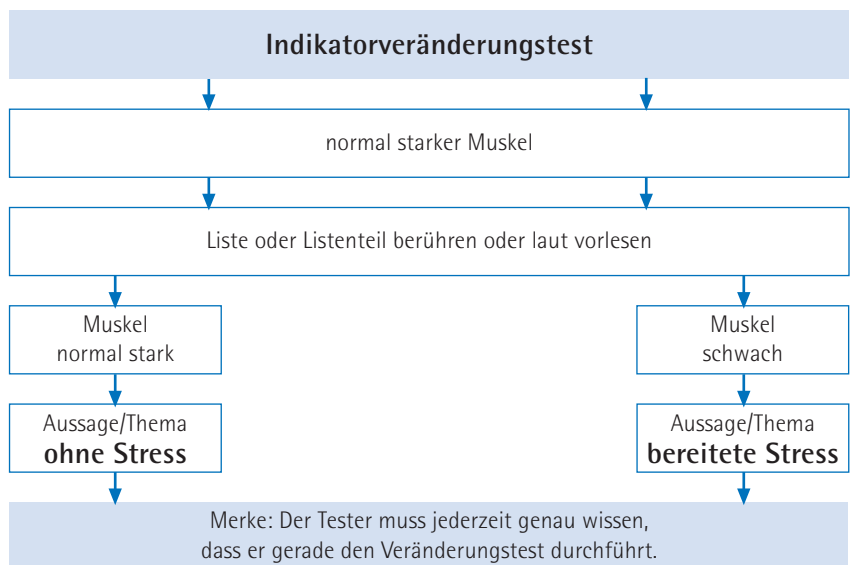 Indikatorveränderungstest
normal starker Muskel
Liste oder Listenteil berühren oder laut vorlesen
Muskel
normal stark
Muskel
schwach
Aussage/Thema
ohne Stress
Aussage/Thema
bereitete Stress
Merke: Der Tester muss jederzeit genau wissen,
dass er gerade den Veränderungstest durchführt.